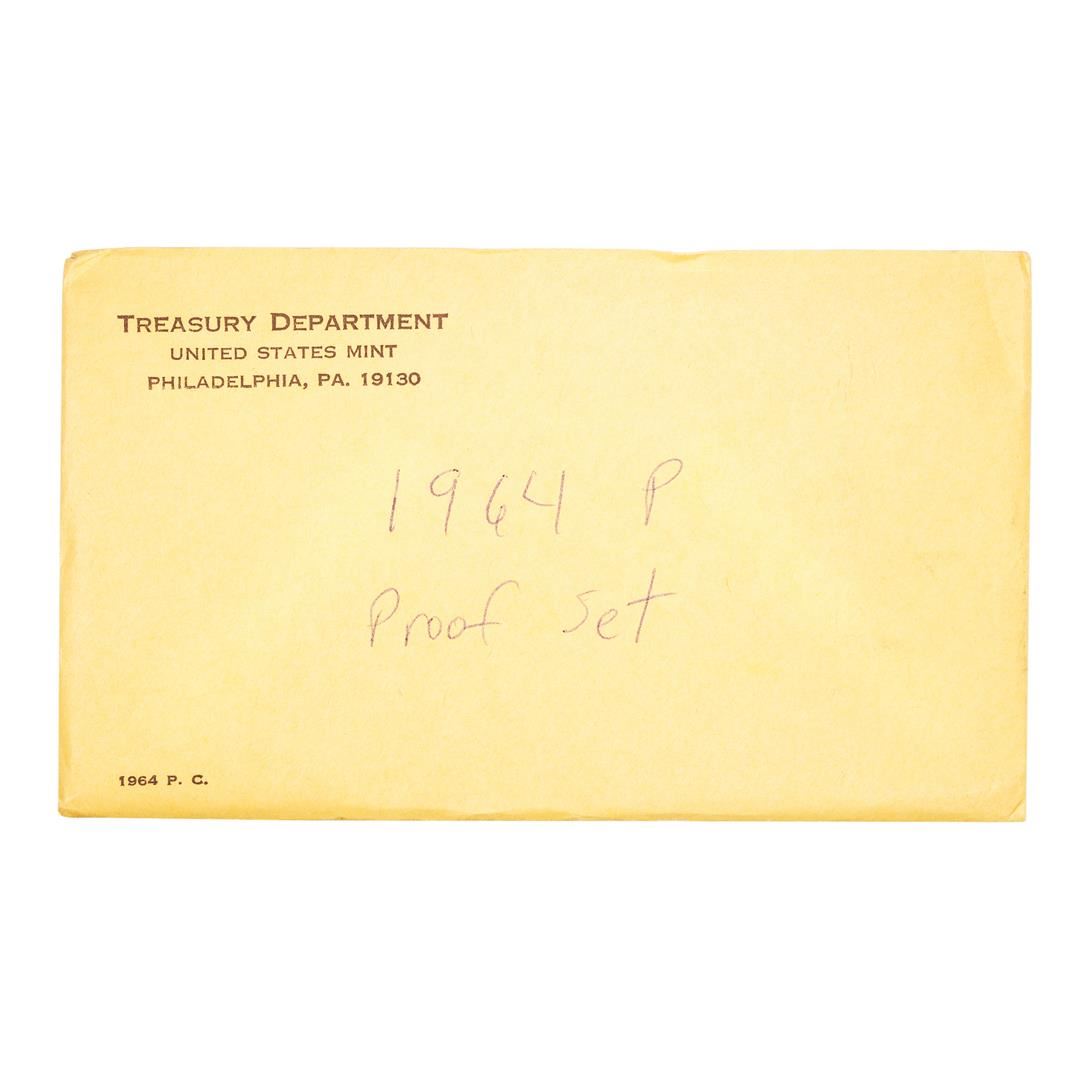 TREASURY DEPARTMENT
UNITED STATES MINT
PHILADELPHIA, PA. 19130
1964 P
Proof Set
1964 P. C.